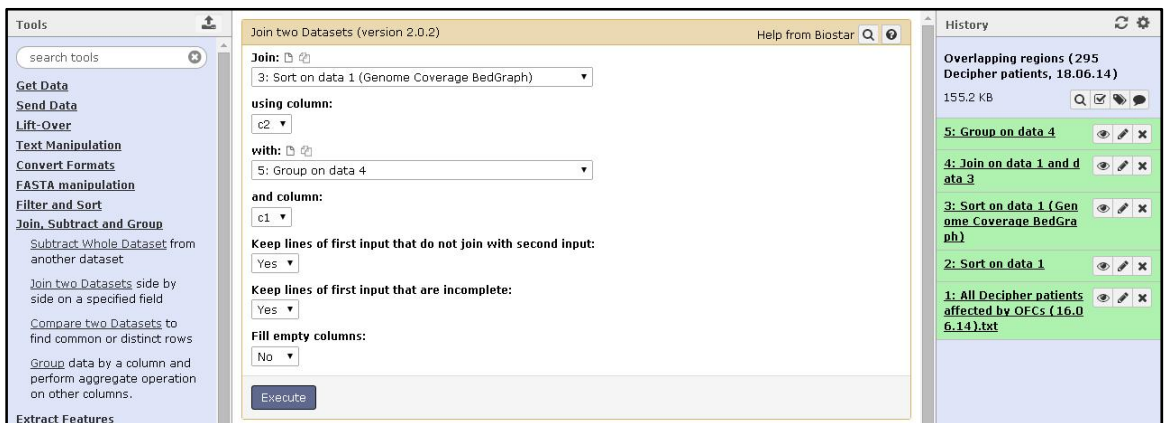 Tools
search tools
Get Data
Send Data
Lift-Over
Text Manipulation
Convert Formats
FASTA manipulation
Filter and Sort
Join, Subtract and Group
Subtract Whole Dataset from
another dataset
Join two Datasets side by
side on a specified field
Compare two Datasets to
find common or distinct rows
Group data by a column and
perform aggregate operation
on other columns.
Extract Features
Join two Datasets (version 2.0.2)
Help from Biostar
Join:
3: Sort on data 1 (Genome Coverage BedGraph)
using column:
c2
with:
5: Group on data 4
and column:
c1
Keep lines of first input that do not join with second input:
Yes
Keep lines of first input that are incomplete:
Yes
Fill empty columns:
No
Execute
History
Overlapping regions (295
Decipher patients, 18.06.14)
155.2 KB
5: Group on data 4
4: Join on data 1 and d
ata 3
3: Sort on data 1 (Gen
ome Coverage BedGra
ph)
2: Sort on data 1
1: All Decipher patients
affected by OFCs (16.0
6.14).txt